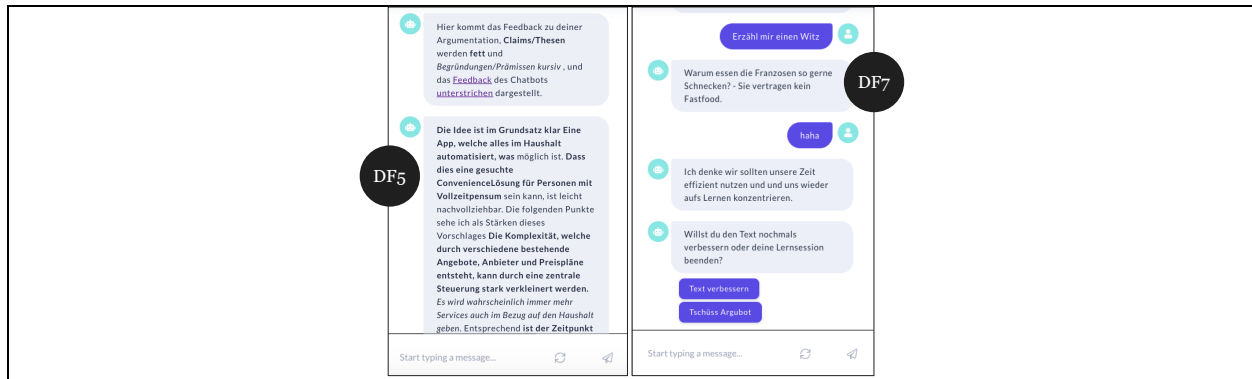 Hier kommt das Feedback zu deiner
Argumentation, Claims/Thesen
werden fett und
Begründungen/Prämissen kursiv , und
das Feedback des Chatbots
unterstrichen dargestellt.
Die Idee ist im Grundsatz klar Eine
App, welche alles im Haushalt
automatisiert, was möglich ist. Dass
dies eine gesuchte
ConvenienceLösung für Personen mit
Vollzeitpensum sein kann, ist leicht
nachvollziehbar. Die folgenden Punkte
sehe ich als Stärken dieses
Vorschlages Die Komplexität, welche
durch verschiedene bestehende
Angebote, Anbieter und Preispläne
entsteht, kann durch eine zentrale
Steuerung stark verkleinert werden.
Es wird wahrscheinlich immer mehr
Services auch im Bezug auf den Haushalt
geben. Entsprechend ist der Zeitpunkt
DF5
Start typing a message...
Erzähl mir einen Witz
Warum essen die Franzosen so gerne
Schnecken? - Sie vertragen kein
Fastfood.
DF7
haha
Ich denke wir sollten unsere Zeit
effizient nutzen und und uns wieder
aufs Lernen konzentrieren.
Willst du den Text nochmals
verbessern oder deine Lernsession
beenden?
Text verbessern
Tschüss Argubot
Start typing a message...